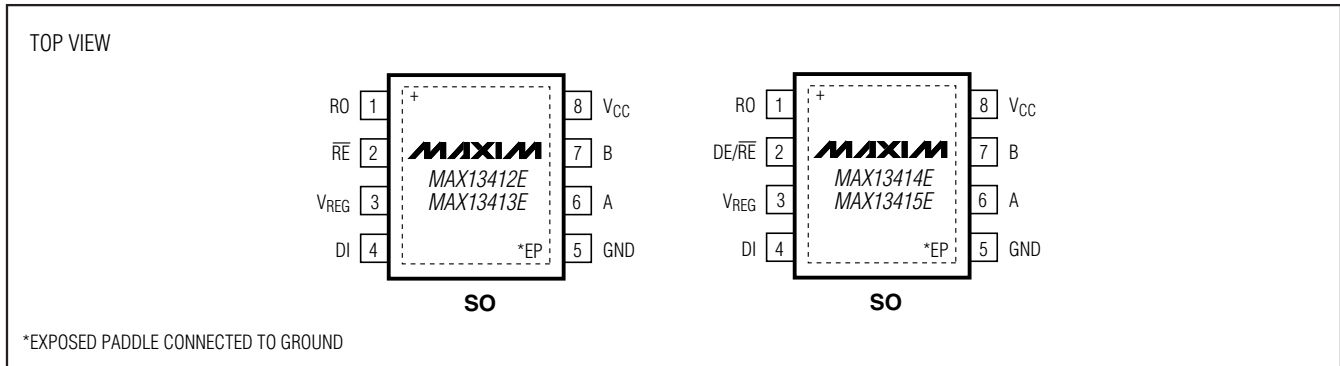 TOP VIEW
RO 1
R̅E̅ 2
VREG 3
DI 4
+
MAXIM
MAX13412E
MAX13413E
*EP
8 VCC
7 B
6 A
5 GND
SO
RO 1
DE/R̅E̅ 2
VREG 3
DI 4
+
MAXIM
MAX13414E
MAX13415E
*EP
8 VCC
7 B
6 A
5 GND
SO
*EXPOSED PADDLE CONNECTED TO GROUND